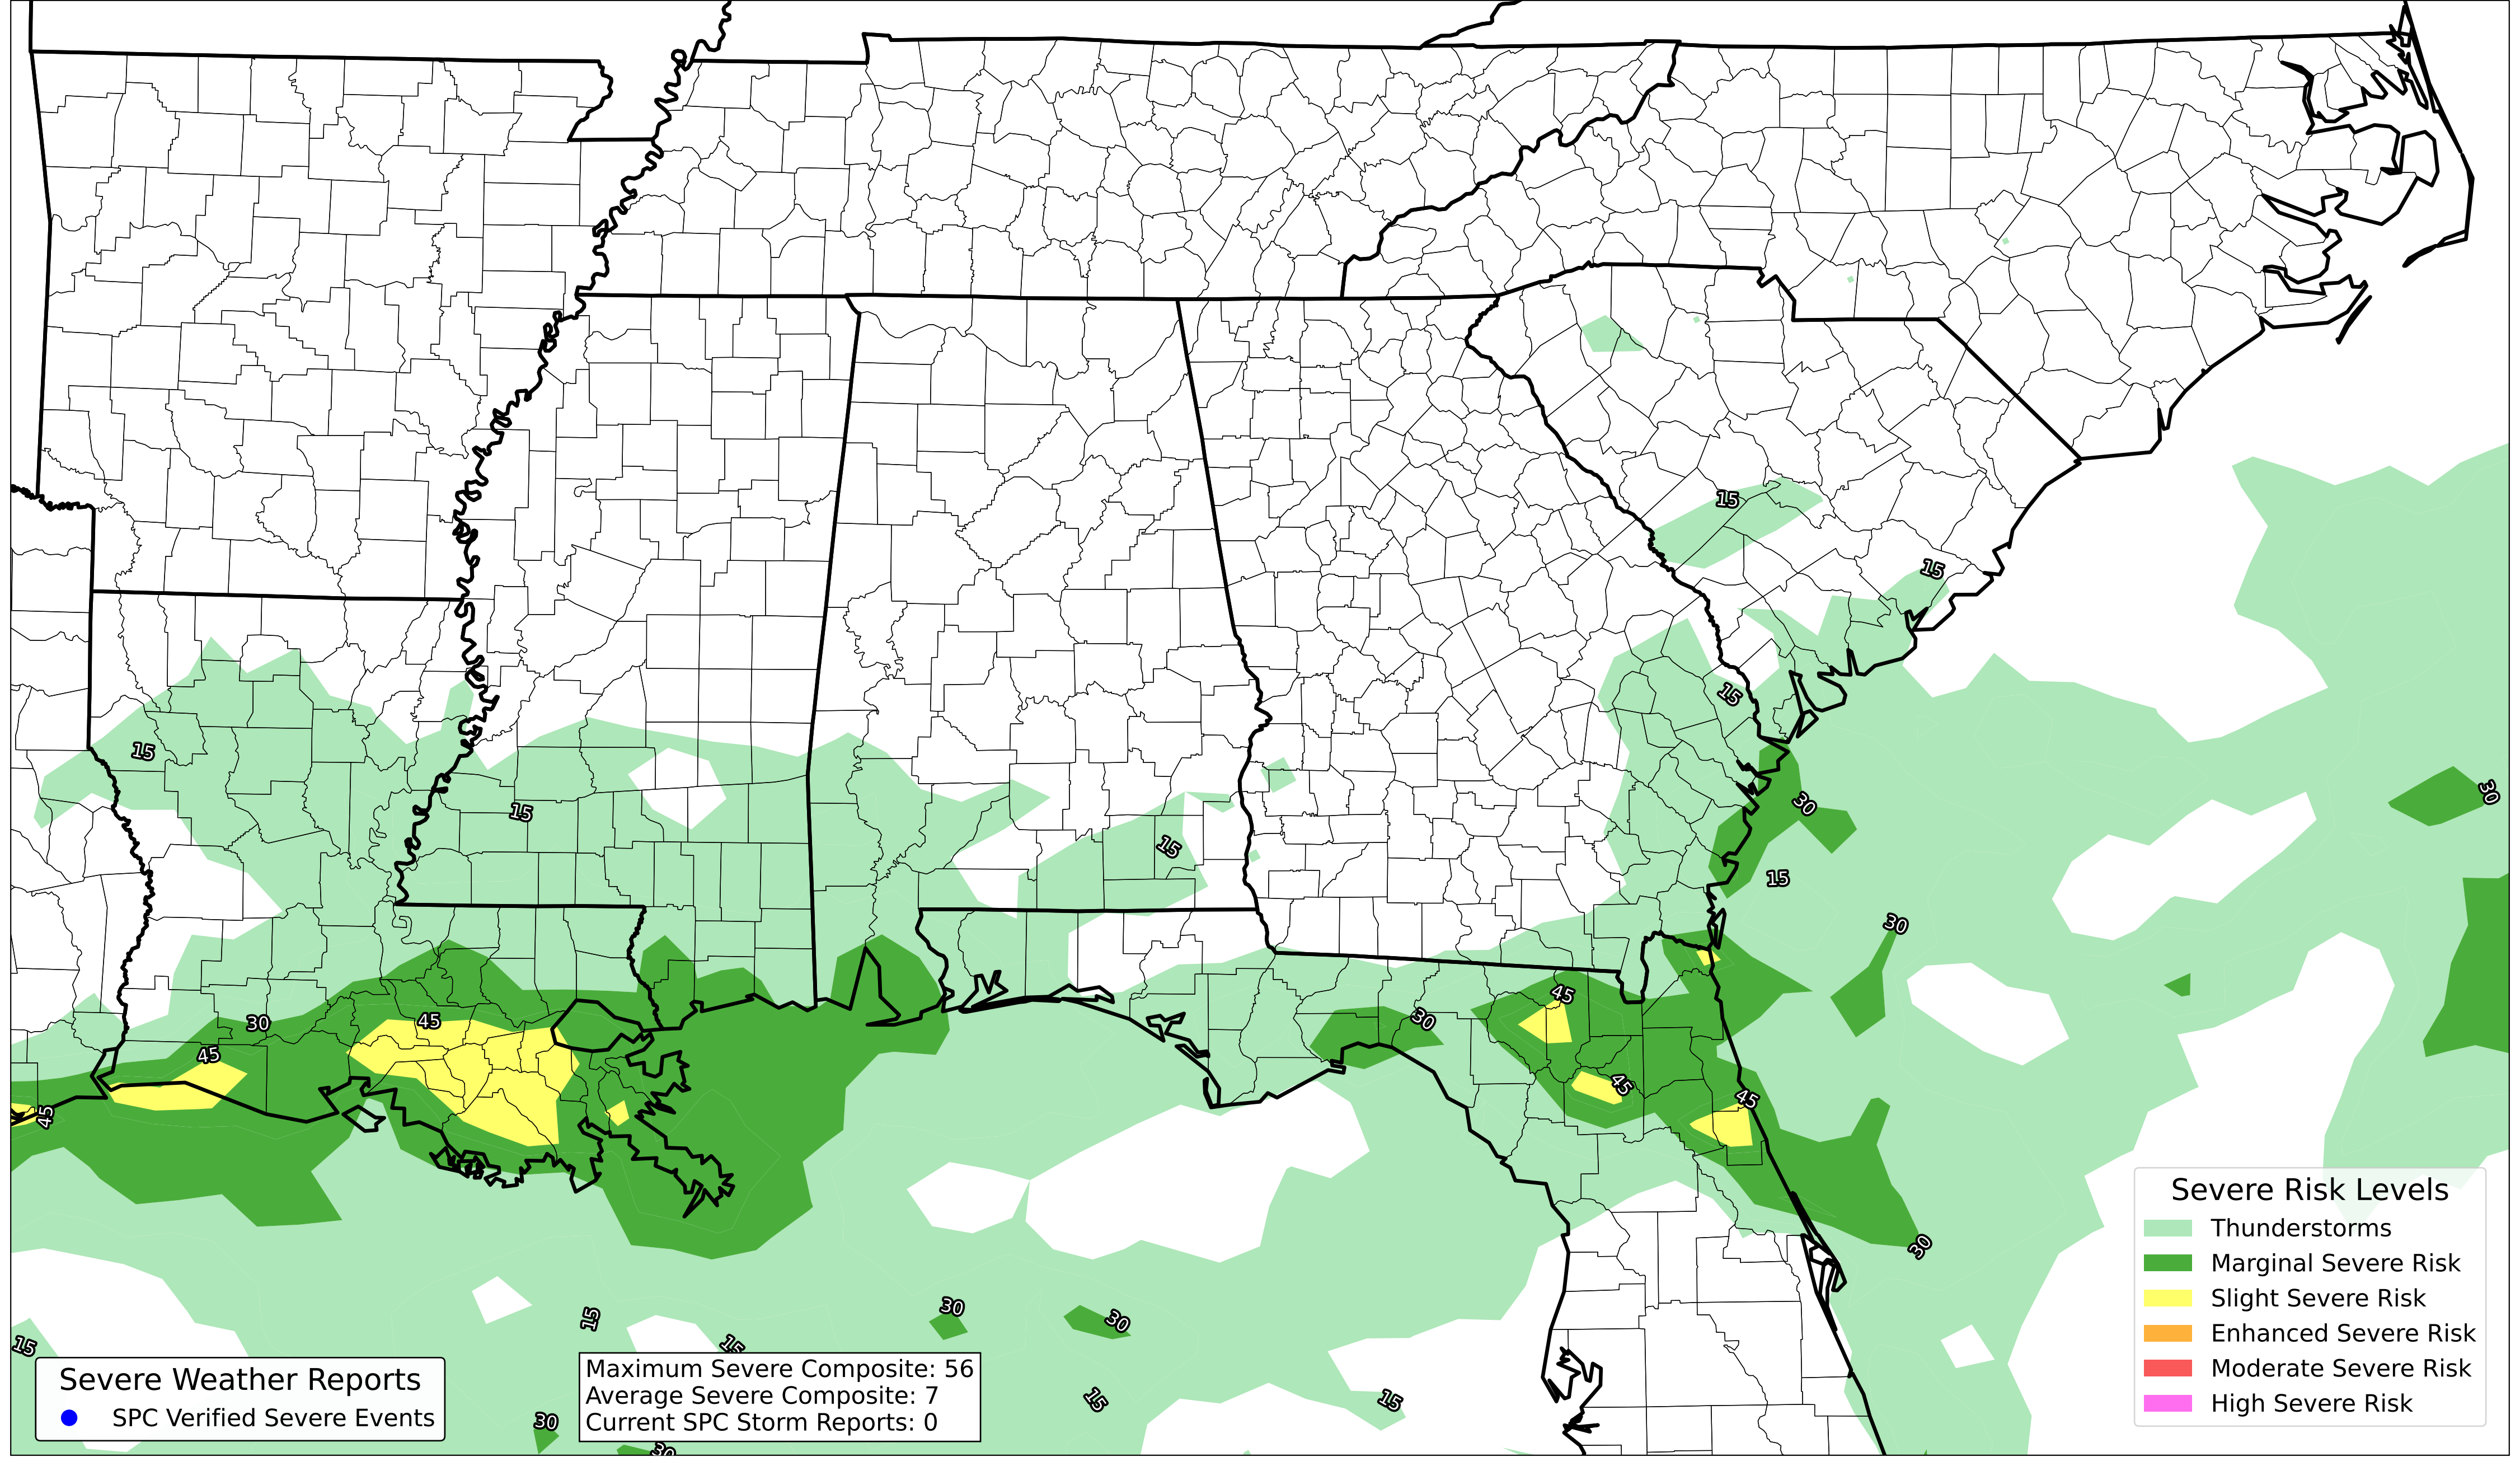 15
15
15
15
15
15
30
30
15
30
45
30
45
30
45
45
45
45
30
30
30
15
15
15
15
15
30
30
Severe Risk Levels
Thunderstorms
Marginal Severe Risk
Slight Severe Risk
Enhanced Severe Risk
Moderate Severe Risk
High Severe Risk
Severe Weather Reports
SPC Verified Severe Events
Maximum Severe Composite: 56
Average Severe Composite: 7
Current SPC Storm Reports: 0